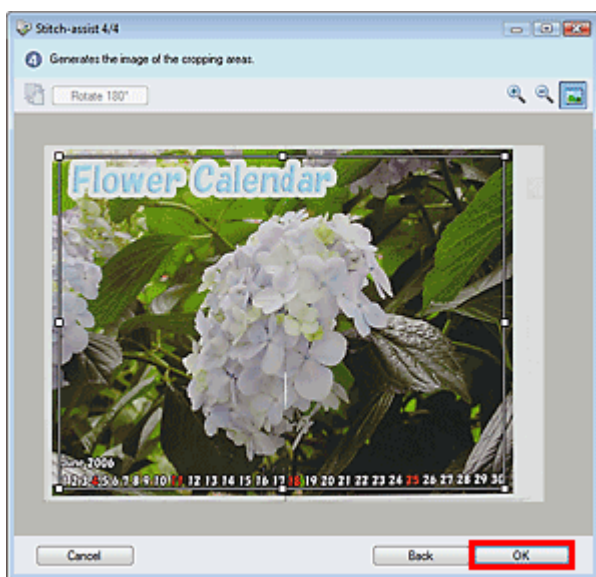 Stitch-assist 4/4
4 Generates the image of the cropping areas.
Rotate 180°
Flower Calendar
June 2006
1 2 3 4 5 6 7 8 9 10 11 12 13 14 15 16 17 18 19 20 21 22 23 24 25 26 27 28 29 30
Cancel Back OK